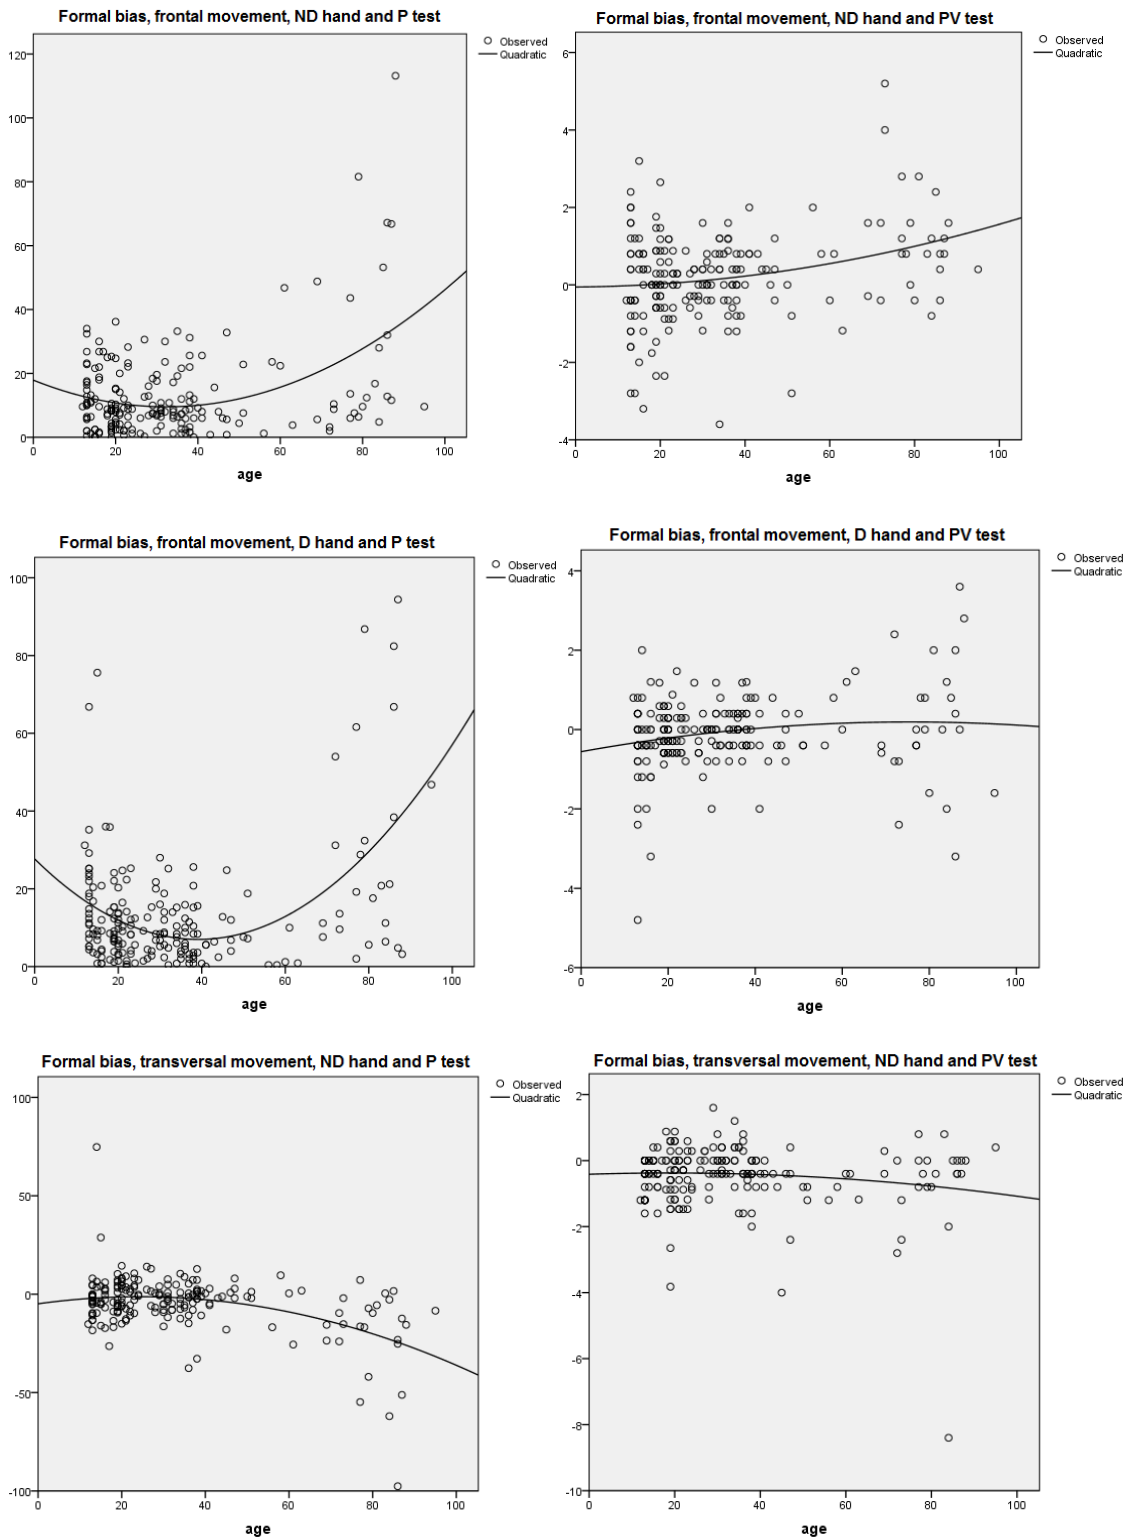 Formal bias, frontal movement, ND hand and P test
Observed
Quadratic
120
100
80
60
40
20
0
0 20 40 60 80 100
age
Formal bias, frontal movement, ND hand and PV test
Observed
Quadratic
6
4
2
0
-2
-4
0 20 40 60 80 100
age
Formal bias, frontal movement, D hand and P test
Observed
Quadratic
100
80
60
40
20
0
0 20 40 60 80 100
age
Formal bias, frontal movement, D hand and PV test
Observed
Quadratic
4
2
0
-2
-4
-6
0 20 40 60 80 100
age
Formal bias, transversal movement, ND hand and P test
Observed
Quadratic
100
50
0
-50
-100
0 20 40 60 80 100
age
Formal bias, transversal movement, ND hand and PV test
Observed
Quadratic
2
0
-2
-4
-6
-8
-10
0 20 40 60 80 100
age